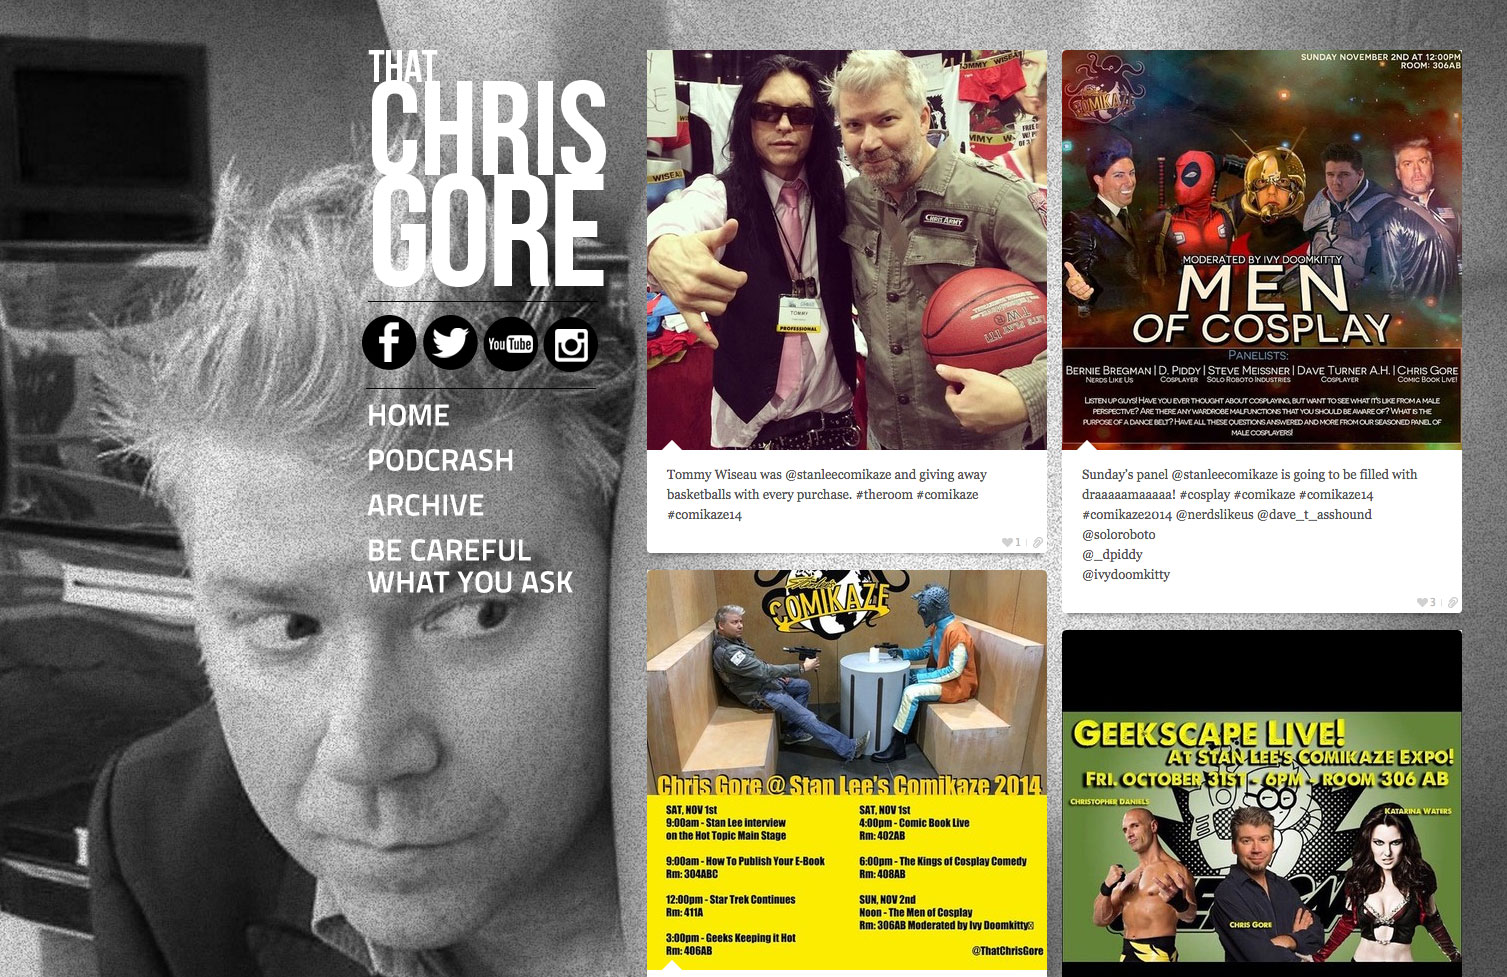 THAT
CHRIS
GORE
f
You Tube
HOME
PODCRASH
ARCHIVE
BE CAREFUL
WHAT YOU ASK
CHRIS ARMY
TOMMY
PROFESSIONAL
Tommy Wiseau was @stanleecomikaze and giving away
basketballs with every purchase. #theroom #comikaze
#comikaze14
1
SUNDAY NOVEMBER 2ND AT 12:00PM
ROOM: 306AB
COMIKAZE
MODERATED BY IVY DOOMKITTY
MEN
OF COSPLAY
PANELISTS:
BERNIE BREGMAN | D. PIDDY | STEVE MEISSNER | DAVE TURNER A.H. | CHRIS GORE
NERDS LIKE US COSPLAYER SOLO ROBOTO INDUSTRIES COSPLAYER COMIC BOOK LIVE!
LISTEN UP GUYS! HAVE YOU EVER THOUGHT ABOUT COSPLAYING, BUT WANT TO SEE WHAT IT'S LIKE FROM A MALE
PERSPECTIVE? ARE THERE ANY WARDROBE MALFUNCTIONS THAT YOU SHOULD BE AWARE OF? WHAT IS THE
PURPOSE OF A DANCE BELT? HAVE ALL THESE QUESTIONS ANSWERED AND MORE FROM OUR SEASONED PANEL OF
MALE COSPLAYERS!
Sunday's panel @stanleecomikaze is going to be filled with
draaaaamaaaaa! #cosplay #comikaze #comikaze14
#comikaze2014 @nerdslikeus @dave_t_asshound
@soloroboto
@_dpiddy
@ivydoomkitty
3
COMIKAZE
Chris Gore @ Stan Lee's Comikaze 2014
SAT, NOV 1st
9:00am - Stan Lee interview
on the Hot Topic Main Stage
9:00am - How To Publish Your E-Book
Rm: 304ABC
12:00pm - Star Trek Continues
Rm: 411A
3:00pm - Geeks Keeping it Hot
Rm: 406AB
SAT, NOV 1st
4:00pm - Comic Book Live
Rm: 402AB
6:00pm - The Kings of Cosplay Comedy
Rm: 408AB
SUN, NOV 2nd
Noon - The Men of Cosplay
Rm: 306AB Moderated by Ivy Doomkitty
@ThatChrisGore
GEEKSCAPE LIVE!
AT STAN LEE'S COMIKAZE EXPO!
FRI. OCTOBER 31ST - 6PM - ROOM 306 AB
CHRISTOPHER DANIELS
KATARINA WATERS
CHRIS GORE